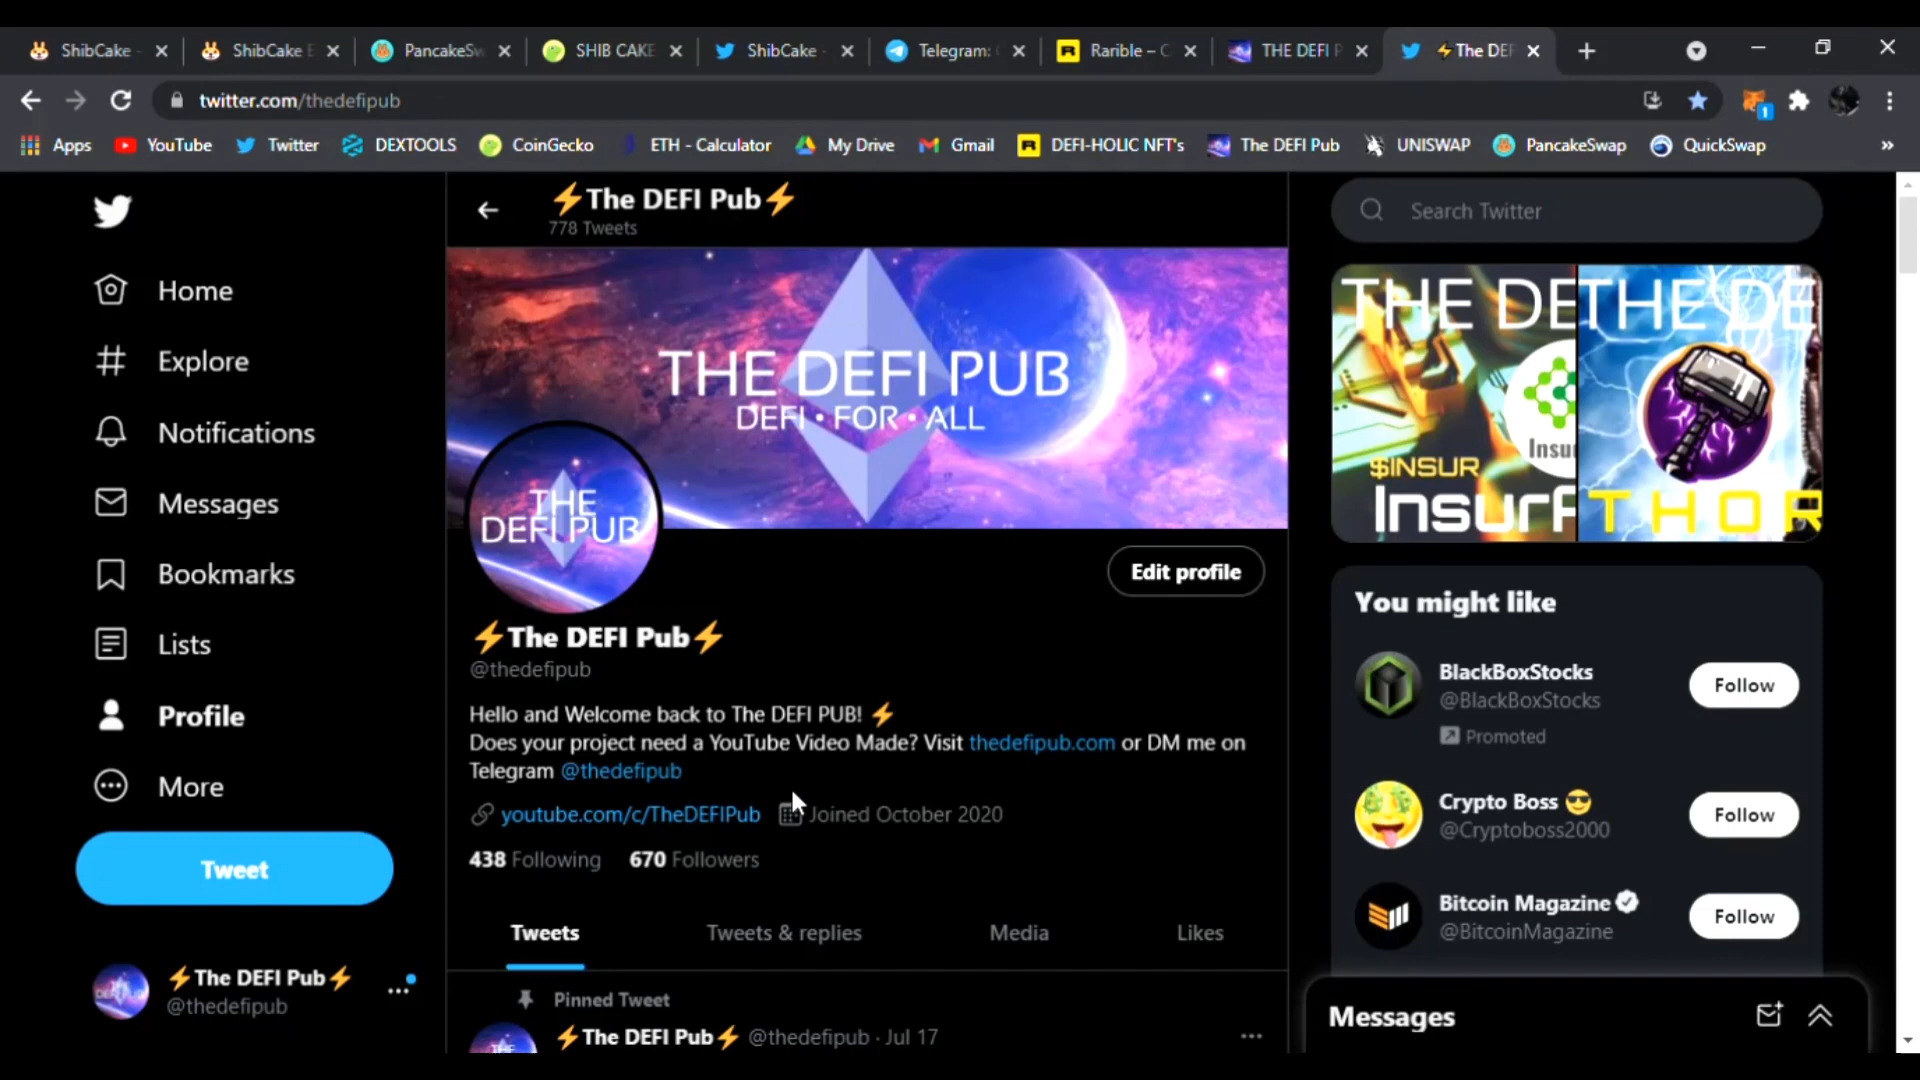 ShibCake
ShibCake
PancakeSw
SHIB CAKE
ShibCake
Telegram:
Rarible – C
THE DEFI P
⚡The DEF
twitter.com/thedefipub
1
Apps
YouTube
Twitter
DEXTOOLS
CoinGecko
ETH - Calculator
My Drive
Gmail
DEFI-HOLIC NFT's
The DEFI Pub
UNISWAP
PancakeSwap
QuickSwap
»
Home
Explore
Notifications
Messages
Bookmarks
Lists
Profile
More
Tweet
⚡The DEFI Pub⚡
@thedefipub
⚡The DEFI Pub⚡
778 Tweets
THE DEFI PUB
DEFI • FOR • ALL
THE
DEFI PUB
Edit profile
⚡The DEFI Pub⚡
@thedefipub
Hello and Welcome back to The DEFI PUB! ⚡
Does your project need a YouTube Video Made? Visit thedefipub.com or DM me on
Telegram @thedefipub
youtube.com/c/TheDEFIPub Joined October 2020
438 Following 670 Followers
Tweets
Tweets & replies
Media
Likes
Pinned Tweet
⚡The DEFI Pub⚡ @thedefipub · Jul 17
Search Twitter
THE DE
Insu
$INSUR
InsurA
THE DE
THOR
You might like
BlackBoxStocks
@BlackBoxStocks
Promoted
Follow
Crypto Boss 😎
@Cryptoboss2000
Follow
Bitcoin Magazine
@BitcoinMagazine
Follow
Messages